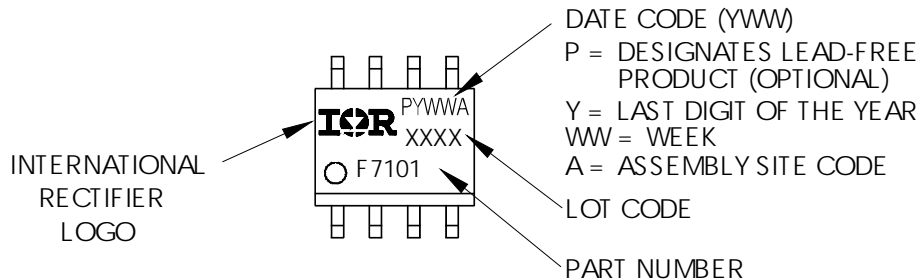 DATE CODE (YWW)
P = DESIGNATES LEAD-FREE
PRODUCT (OPTIONAL)
Y = LAST DIGIT OF THE YEAR
WW = WEEK
A = ASSEMBLY SITE CODE
LOT CODE
PART NUMBER
INTERNATIONAL
RECTIFIER
LOGO
IOR
PYWWA
XXXX
F7101